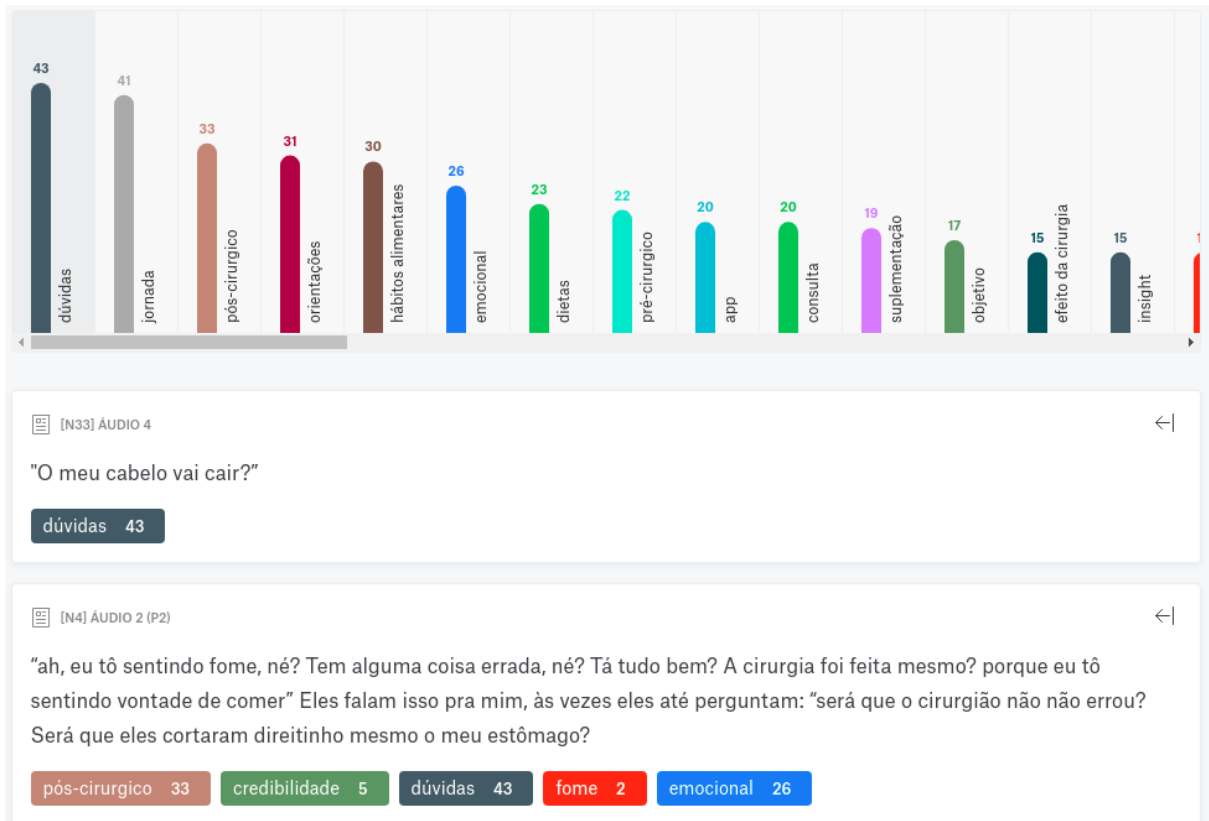 43
dúvidas
41
jornada
33
pós-cirurgico
31
orientações
30
hábitos alimentares
26
emocional
23
dietas
22
pré-cirurgico
20
app
20
consulta
19
suplementação
17
objetivo
15
efeito da cirurgia
15
insight
[N33] ÁUDIO 4
"O meu cabelo vai cair?”
dúvidas 43
[N4] ÁUDIO 2 (P2)
“ah, eu tô sentindo fome, né? Tem alguma coisa errada, né? Tá tudo bem? A cirurgia foi feita mesmo? porque eu tô
sentindo vontade de comer” Eles falam isso pra mim, às vezes eles até perguntam: “será que o cirurgião não não errou?
Será que eles cortaram direitinho mesmo o meu estômago?
pós-cirurgico 33 credibilidade 5 dúvidas 43 fome 2 emocional 26